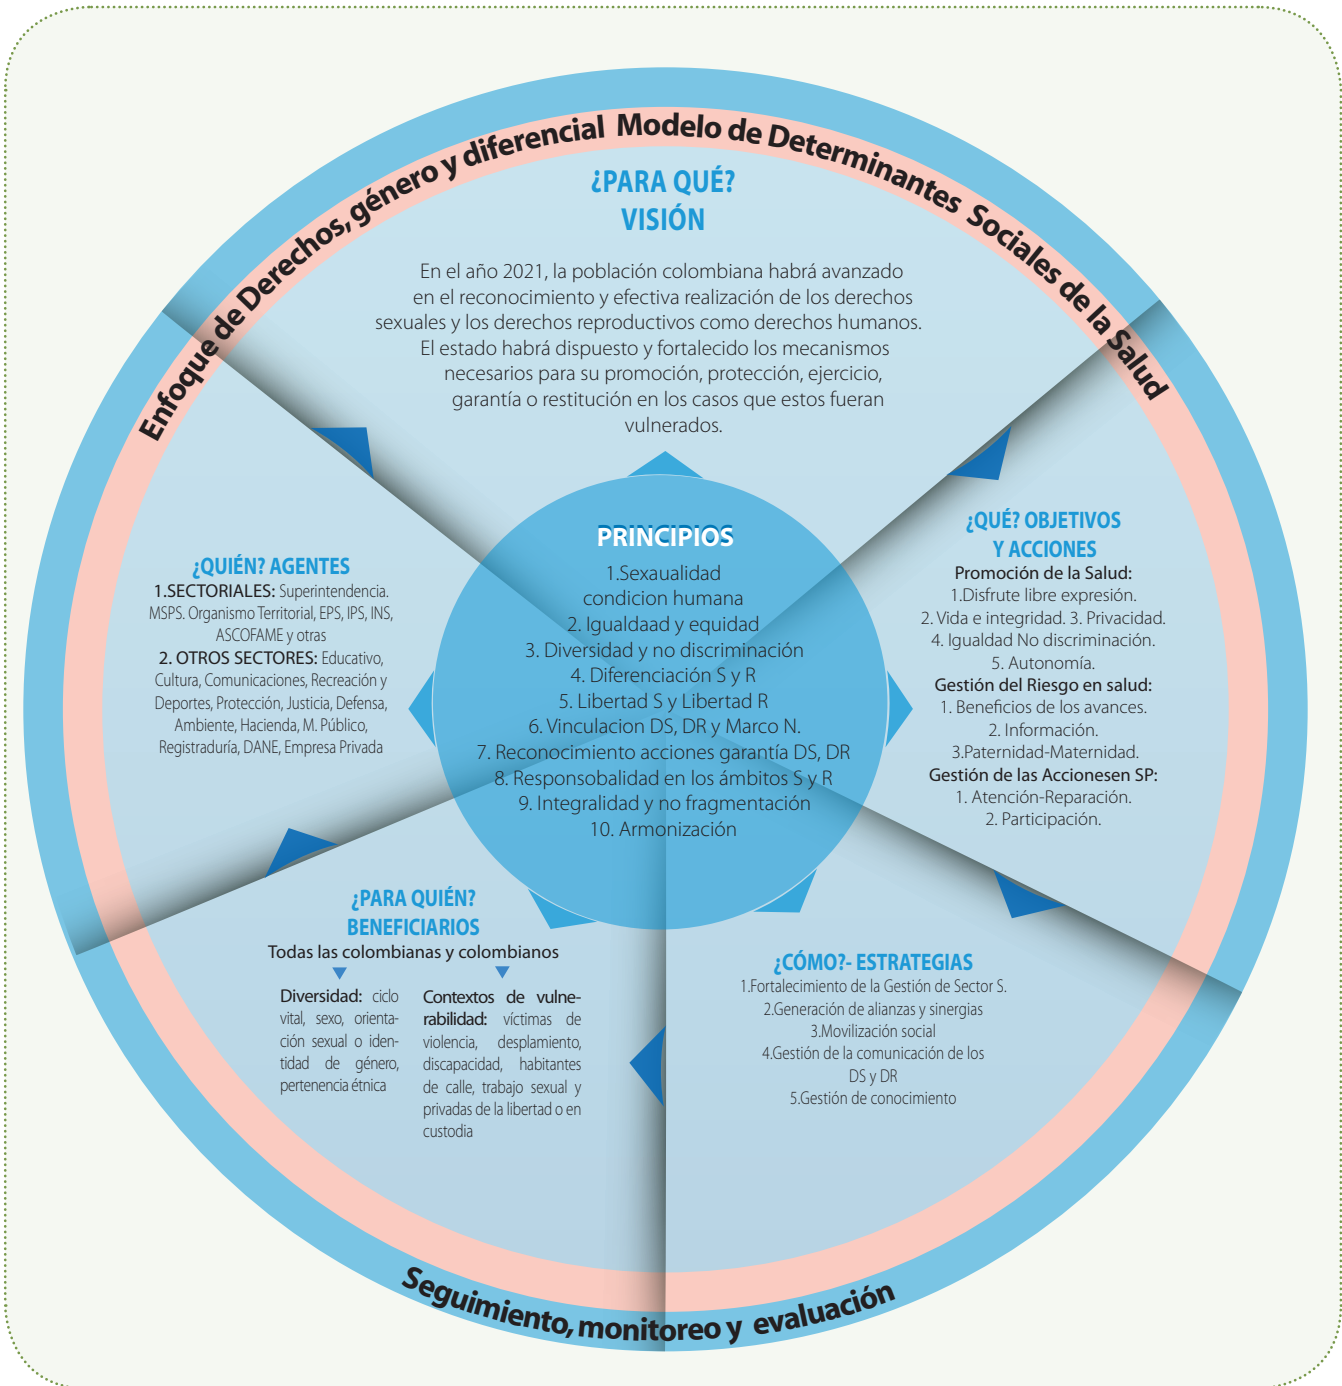 Enfoque de Derechos, género y diferencial Modelo de Determinantes Sociales de la Salud
¿PARA QUÉ?
VISIÓN
En el año 2021, la población colombiana habrá avanzado
en el reconocimiento y efectiva realización de los derechos
sexuales y los derechos reproductivos como derechos humanos.
El estado habrá dispuesto y fortalecido los mecanismos
necesarios para su promoción, protección, ejercicio,
garantía o restitución en los casos que estos fueran
vulnerados.
¿QUÉ? OBJETIVOS
Y ACCIONES
Promoción de la Salud:
1.Disfrute libre expresión.
2. Vida e integridad. 3. Privacidad.
4. Igualdad No discriminación.
5. Autonomía.
Gestión del Riesgo en salud:
1. Beneficios de los avances.
2. Información.
3.Paternidad-Maternidad.
Gestión de las Accionesen SP:
1. Atención-Reparación.
2. Participación.
¿CÓMO?- ESTRATEGIAS
1.Fortalecimiento de la Gestión de Sector S.
2.Generación de alianzas y sinergias
3.Movilización social
4.Gestión de la comunicación de los
DS y DR
5.Gestión de conocimiento
¿PARA QUIÉN?
BENEFICIARIOS
Todas las colombianas y colombianos
Diversidad: ciclo
vital, sexo, orienta-
ción sexual o iden-
tidad de género,
pertenencia étnica
Contextos de vulne-
rabilidad: víctimas de
violencia, desplamiento,
discapacidad, habitantes
de calle, trabajo sexual y
privadas de la libertad o en
custodia
¿QUIÉN? AGENTES
1.SECTORIALES: Superintendencia.
MSPS. Organismo Territorial, EPS, IPS, INS,
ASCOFAME y otras
2. OTROS SECTORES: Educativo,
Cultura, Comunicaciones, Recreación y
Deportes, Protección, Justicia, Defensa,
Ambiente, Hacienda, M. Público,
Registraduría, DANE, Empresa Privada
PRINCIPIOS
1.Sexaualidad
condicion humana
2. Igualdaad y equidad
3. Diversidad y no discriminación
4. Diferenciación S y R
5. Libertad S y Libertad R
6. Vinculacion DS, DR y Marco N.
7. Reconocimiento acciones garantía DS, DR
8. Responsobalidad en los ámbitos S y R
9. Integralidad y no fragmentación
10. Armonización
Seguimiento, monitoreo y evaluación